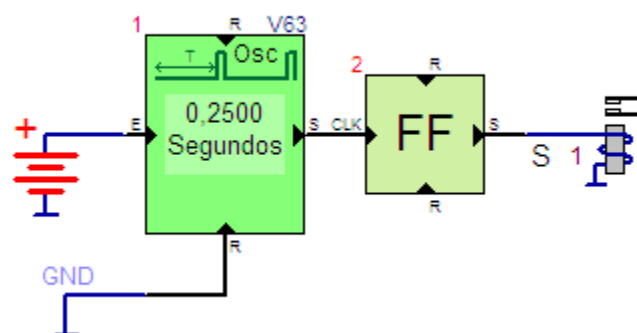 1
R
V63
T
Osc
0,2500
Segundos
E
S
R
2
R
CLK
FF
S
R
+
S
1
GND